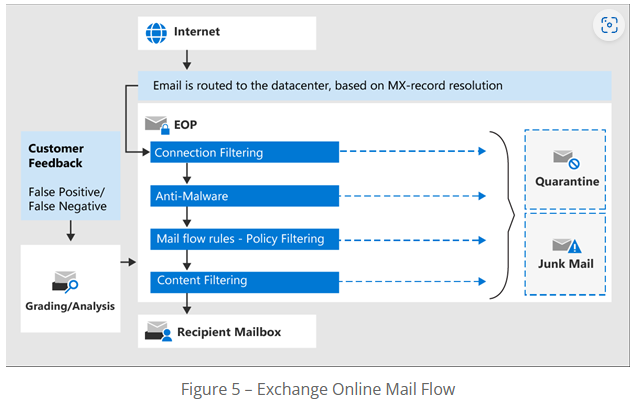 Internet
Email is routed to the datacenter, based on MX-record resolution
EOP
Connection Filtering
Anti-Malware
Mail flow rules - Policy Filtering
Content Filtering
Recipient Mailbox
Customer
Feedback
False Positive/
False Negative
Grading/Analysis
Quarantine
Junk Mail
Figure 5 – Exchange Online Mail Flow